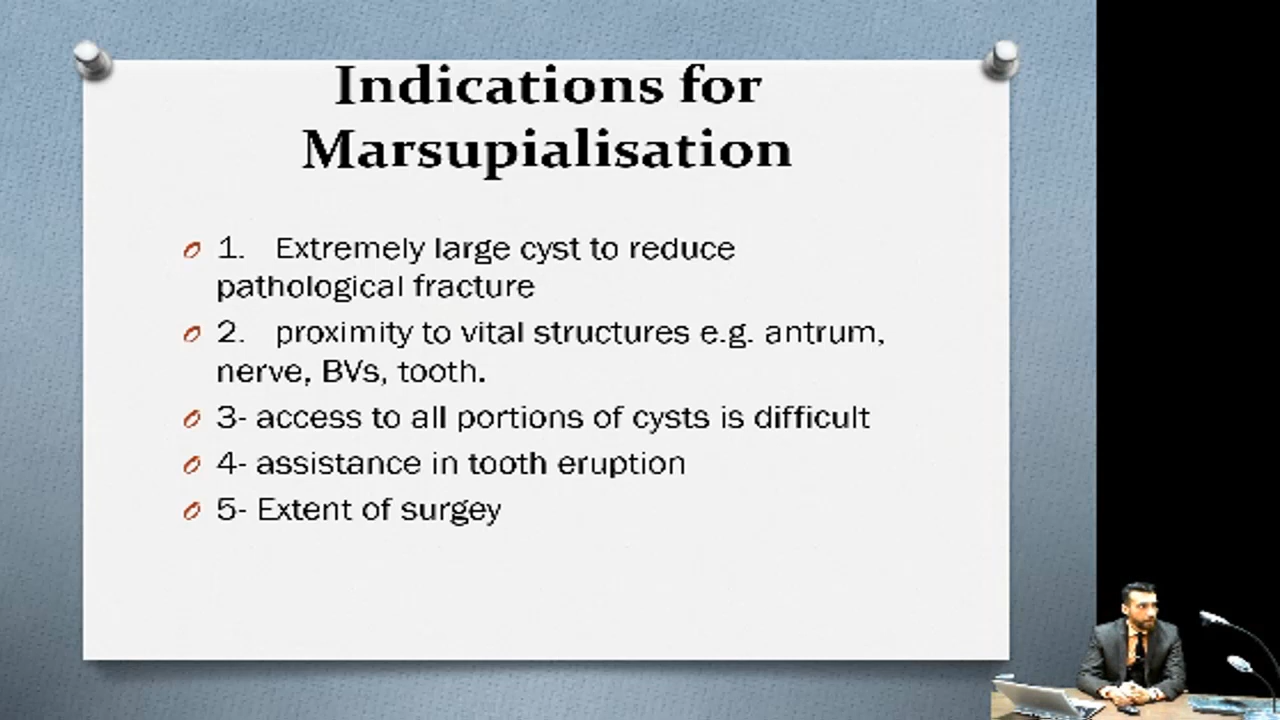 Indications for
Marsupialisation
1. Extremely large cyst to reduce
pathological fracture
2. proximity to vital structures e.g. antrum,
nerve, BVs, tooth.
3- access to all portions of cysts is difficult
4- assistance in tooth eruption
5- Extent of surgey